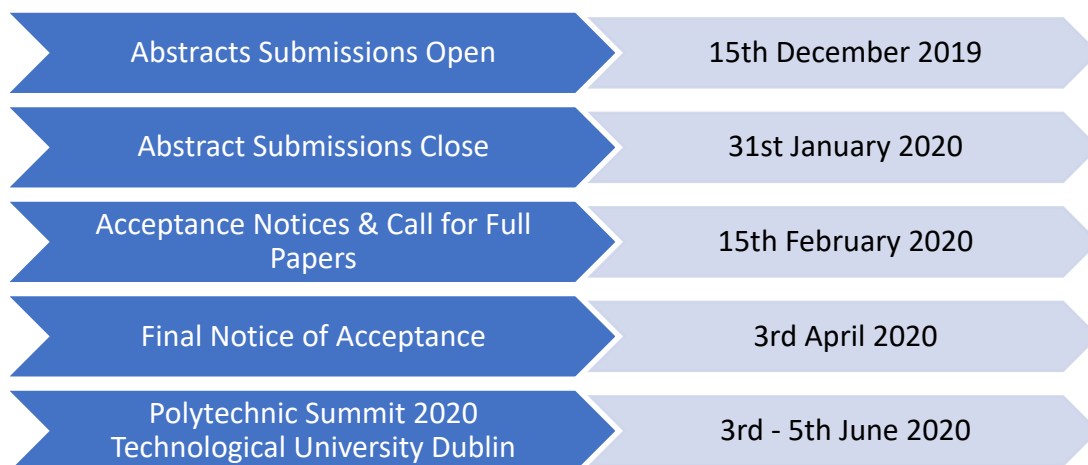 Abstracts Submissions Open
15th December 2019
Abstract Submissions Close
31st January 2020
Acceptance Notices & Call for Full
Papers
15th February 2020
Final Notice of Acceptance
3rd April 2020
Polytechnic Summit 2020
Technological University Dublin
3rd - 5th June 2020